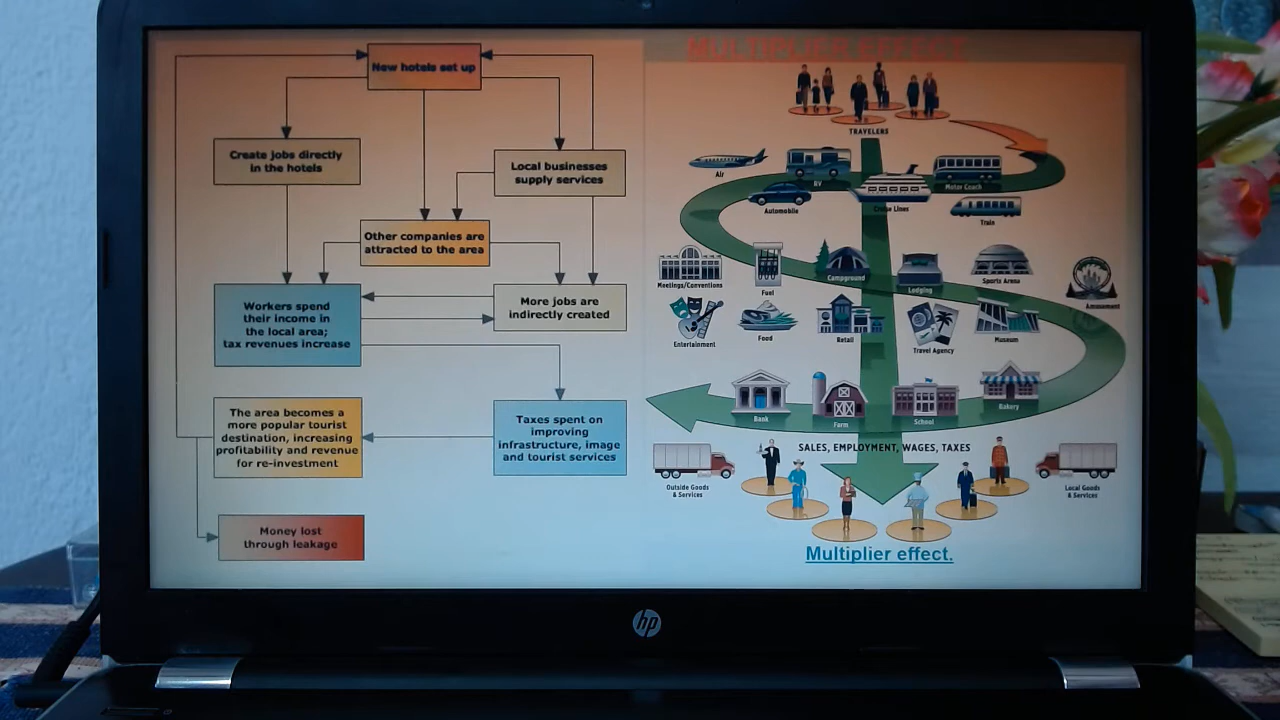 New hotels set up
Create jobs directly
in the hotels
Local businesses
supply services
Other companies are
attracted to the area
Workers spend
their income in
the local area;
tax revenues increase
More jobs are
indirectly created
The area becomes a
more popular tourist
destination, increasing
profitability and revenue
for re-investment
Taxes spent on
improving
infrastructure, image
and tourist services
Money lost
through leakage
MULTIPLIER EFFECT.
TRAVELERS
Air
RV
Motor Coach
Automobile
Cruise Lines
Train
Meetings/Conventions
Fuel
Campground
Lodging
Sports Arena
Amusement
Entertainment
Food
Retail
Travel Agency
Museum
Bank
Farm
School
Bakery
SALES, EMPLOYMENT, WAGES, TAXES
Outside Goods
& Services
Local Goods
& Services
Multiplier effect.
hp